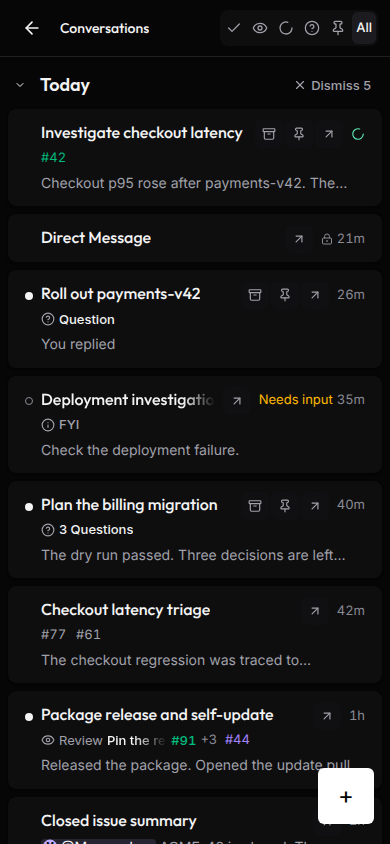 Conversations
All
Today
Dismiss 5
Investigate checkout latency
#42
Checkout p95 rose after payments-v42. The...
Direct Message
21m
Roll out payments-v42
26m
Question
You replied
Deployment investigatio
Needs input 35m
FYI
Check the deployment failure.
Plan the billing migration
40m
3 Questions
The dry run passed. Three decisions are left...
Checkout latency triage
42m
#77 #61
The checkout regression was traced to...
Package release and self-update
1h
Review Pin the re #91 +3 #44
Released the package. Opened the update pull
Closed issue summary